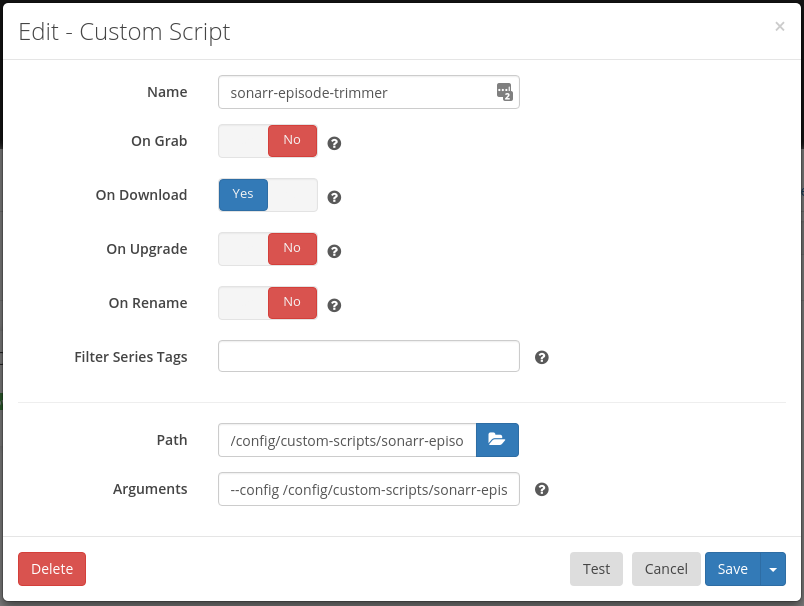 Edit - Custom Script
×
Name
sonarr-episode-trimmer
2
On Grab
No
?
On Download
Yes
?
On Upgrade
No
?
On Rename
No
?
Filter Series Tags
?
Path
/config/custom-scripts/sonarr-episo
Arguments
--config /config/custom-scripts/sonarr-epis
?
Delete
Test
Cancel
Save